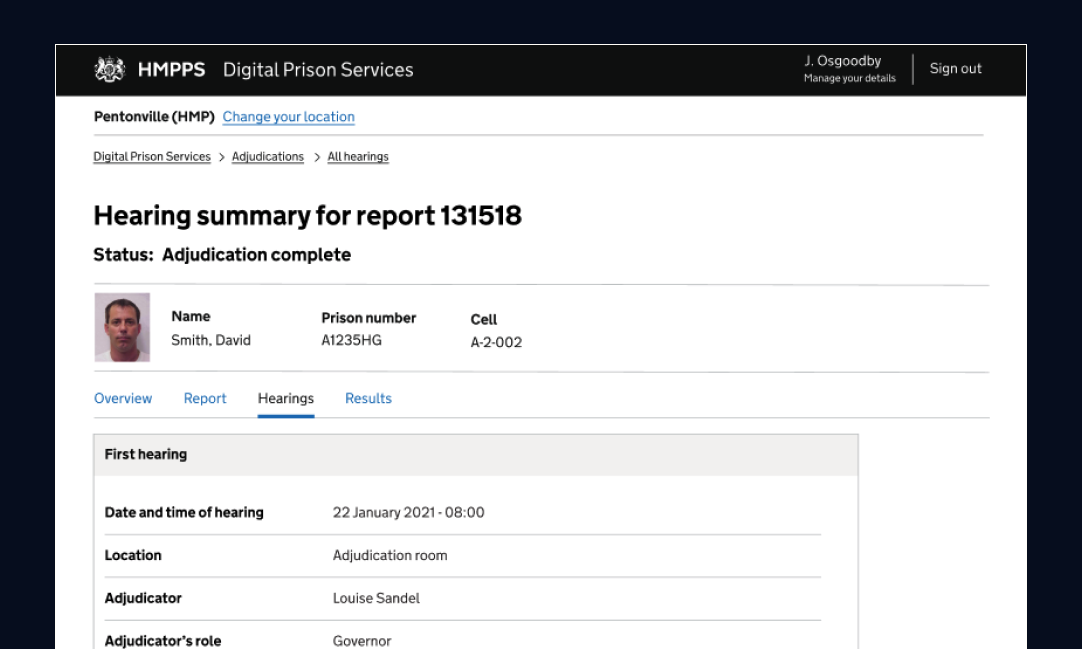 HMPPS Digital Prison Services
J. Osgoodby
Manage your details
Sign out
Pentonville (HMP) Change your location
Digital Prison Services > Adjudications > All hearings
Hearing summary for report 131518
Status: Adjudication complete
Name Prison number Cell
Smith, David A1235HG A-2-002
Overview Report Hearings Results
First hearing
Date and time of hearing 22 January 2021 - 08:00
Location Adjudication room
Adjudicator Louise Sandel
Adjudicator's role Governor